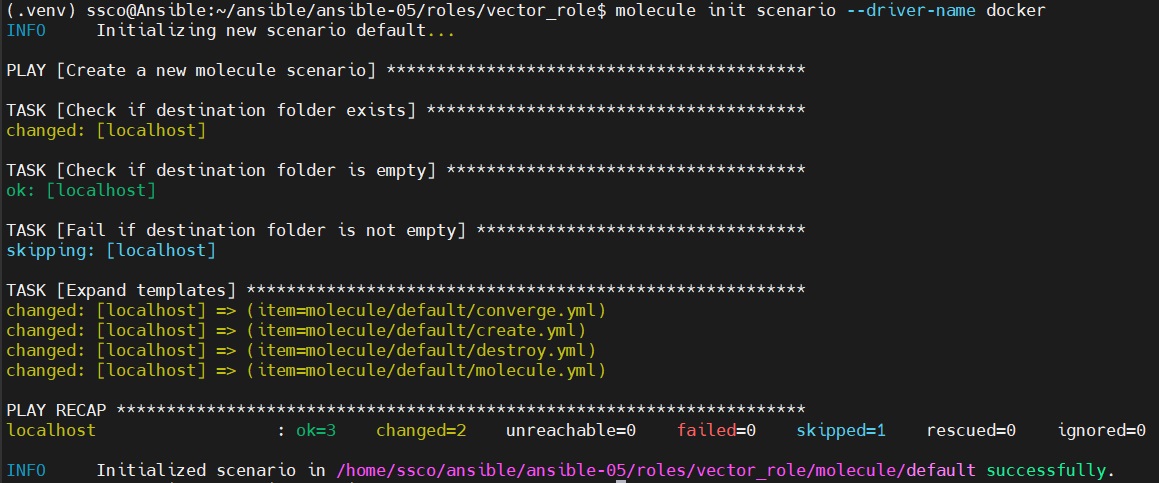 (.venv) ssco@Ansible:~/ansible/ansible-05/roles/vector_role$ molecule init scenario --driver-name docker
INFO     Initializing new scenario default...

PLAY [Create a new molecule scenario] ******************************************

TASK [Check if destination folder exists] **************************************
changed: [localhost]

TASK [Check if destination folder is empty] ************************************
ok: [localhost]

TASK [Fail if destination folder is not empty] *********************************
skipping: [localhost]

TASK [Expand templates] ********************************************************
changed: [localhost] => (item=molecule/default/converge.yml)
changed: [localhost] => (item=molecule/default/create.yml)
changed: [localhost] => (item=molecule/default/destroy.yml)
changed: [localhost] => (item=molecule/default/molecule.yml)

PLAY RECAP *********************************************************************
localhost                  : ok=3    changed=2    unreachable=0    failed=0    skipped=1    rescued=0    ignored=0

INFO     Initialized scenario in /home/ssco/ansible/ansible-05/roles/vector_role/molecule/default successfully.